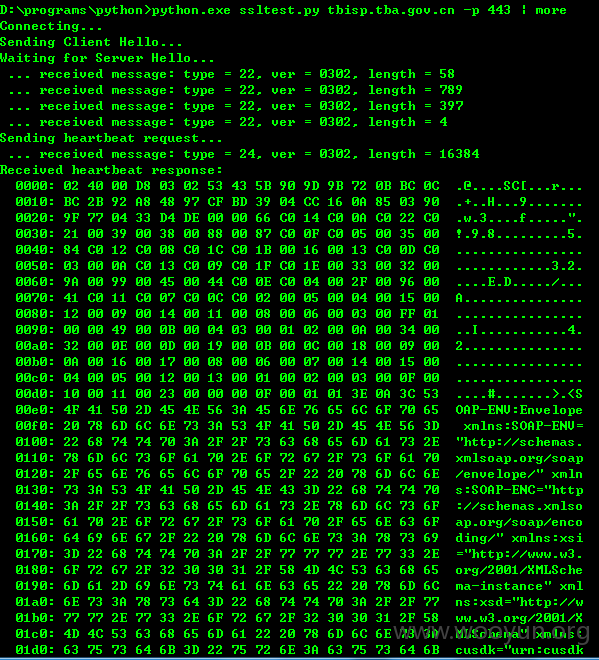 D:\programs\python>python.exe ssltest.py tbisp.tba.gov.cn -p 443 | more
Connecting...
Sending Client Hello...
Waiting for Server Hello...
 ... received message: type = 22, ver = 0302, length = 58
 ... received message: type = 22, ver = 0302, length = 789
 ... received message: type = 22, ver = 0302, length = 397
 ... received message: type = 22, ver = 0302, length = 4
Sending heartbeat request...
 ... received message: type = 24, ver = 0302, length = 16384
Received heartbeat response:
  0000: 02 40 00 D8 03 02 53 43 5B 90 9D 9B 72 0B BC 0C  .@....SC[...r...
  0010: BC 2B 92 A8 48 97 CF BD 39 04 CC 16 0A 85 03 90  .+..H...9.......
  0020: 9F 77 04 33 D4 DE 00 00 66 C0 14 C0 0A C0 22 C0  .w.3....f.....".
  0030: 21 00 39 00 38 00 88 00 87 C0 0F C0 05 00 35 00  !.9.8.........5.
  0040: 84 C0 12 C0 08 C0 1C C0 1B 00 16 00 13 C0 0D C0  ................
  0050: 03 00 0A C0 13 C0 09 C0 1F C0 1E 00 33 00 32 00  ............3.2.
  0060: 9A 00 99 00 45 00 44 C0 0E C0 04 00 2F 00 96 00  ....E.D...../...
  0070: 41 C0 11 C0 07 C0 0C C0 02 00 05 00 04 00 15 00  A...............
  0080: 12 00 09 00 14 00 11 00 08 00 06 00 03 00 FF 01  ................
  0090: 00 00 49 00 0B 00 04 03 00 01 02 00 0A 00 34 00  ..I...........4.
  00a0: 32 00 0E 00 0D 00 19 00 0B 00 0C 00 18 00 09 00  2...............
  00b0: 0A 00 16 00 17 00 08 00 06 00 07 00 14 00 15 00  ................
  00c0: 04 00 05 00 12 00 13 00 01 00 02 00 03 00 0F 00  ................
  00d0: 10 00 11 00 23 00 00 00 0F 00 01 01 3E 0A 3C 53  ....#.......>.<S
  00e0: 4F 41 50 2D 45 4E 56 3A 45 6E 76 65 6C 6F 70 65  OAP-ENV:Envelope
  00f0: 20 78 6D 6C 6E 73 3A 53 4F 41 50 2D 45 4E 56 3D   xmlns:SOAP-ENV=
  0100: 22 68 74 74 70 3A 2F 2F 73 63 68 65 6D 61 73 2E  "http://schemas.
  0110: 78 6D 6C 73 6F 61 70 2E 6F 72 67 2F 73 6F 61 70  xmlsoap.org/soap
  0120: 2F 65 6E 76 65 6C 6F 70 65 2F 22 20 78 6D 6C 6E  /envelope/" xmln
  0130: 73 3A 53 4F 41 50 2D 45 4E 43 3D 22 68 74 74 70  s:SOAP-ENC="http
  0140: 3A 2F 2F 73 63 68 65 6D 61 73 2E 78 6D 6C 73 6F  ://schemas.xmlso
  0150: 61 70 2E 6F 72 67 2F 73 6F 61 70 2F 65 6E 63 6F  ap.org/soap/enco
  0160: 64 69 6E 67 2F 22 20 78 6D 6C 6E 73 3A 78 73 69  ding/" xmlns:xsi
  0170: 3D 22 68 74 74 70 3A 2F 2F 77 77 77 2E 77 33 2E  ="http://www.w3.
  0180: 6F 72 67 2F 32 30 30 31 2F 58 4D 4C 53 63 68 65  org/2001/XMLSche
  0190: 6D 61 2D 69 6E 73 74 61 6E 63 65 22 20 78 6D 6C  ma-instance" xml
  01a0: 6E 73 3A 78 73 64 3D 22 68 74 74 70 3A 2F 2F 77  ns:xsd="http://w
  01b0: 77 77 2E 77 33 2E 6F 72 67 2F 32 30 30 31 2F 58  ww.w3.org/2001/X
  01c0: 4D 4C 53 63 68 65 6D 61 22 20 78 6D 6C 6E 73 3A  MLSchema" xmlns:
  01d0: 63 75 73 64 6B 3D 22 75 72 6E 3A 63 75 73 64 6B  cusdk="urn:cusdk
www.wooyun.org